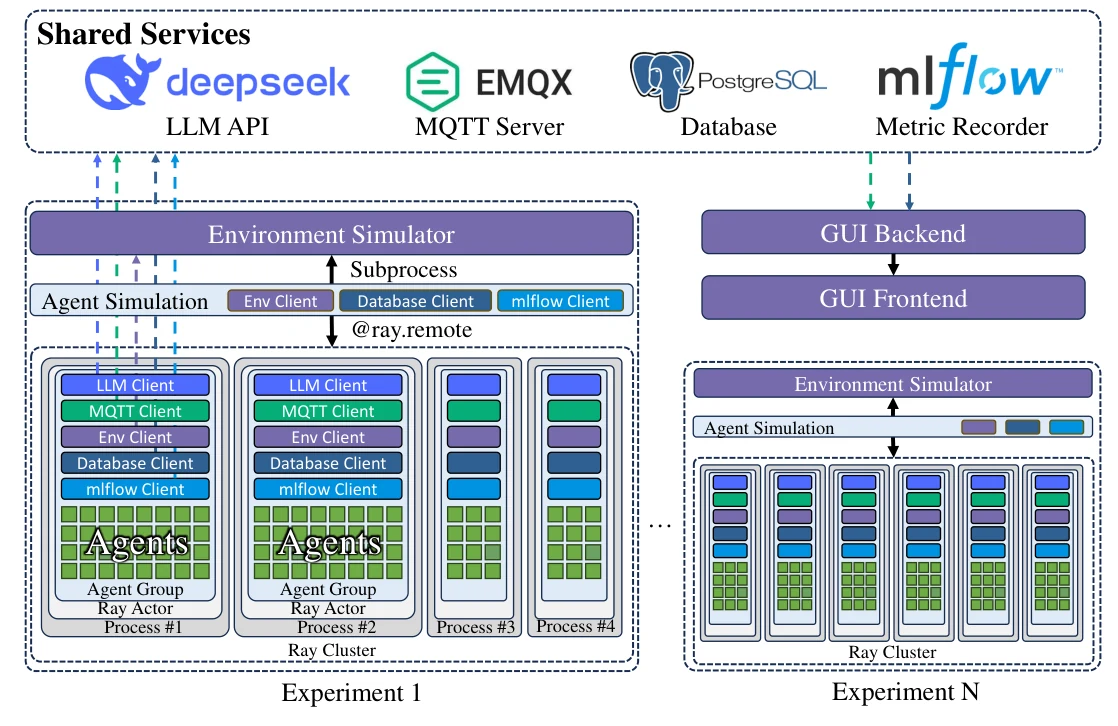 Shared Services
deepseek
EMQX
PostgreSQL
mlflow™
LLM API
MQTT Server
Database
Metric Recorder
Environment Simulator
Subprocess
Agent Simulation
Env Client
Database Client
mlflow Client
@ray.remote
LLM Client
MQTT Client
Env Client
Database Client
mlflow Client
Agents
Agent Group
Ray Actor
Process #1
LLM Client
MQTT Client
Env Client
Database Client
mlflow Client
Agents
Agent Group
Ray Actor
Process #2
Process #3
Process #4
Ray Cluster
Experiment 1
...
GUI Backend
GUI Frontend
Environment Simulator
Agent Simulation
Ray Cluster
Experiment N